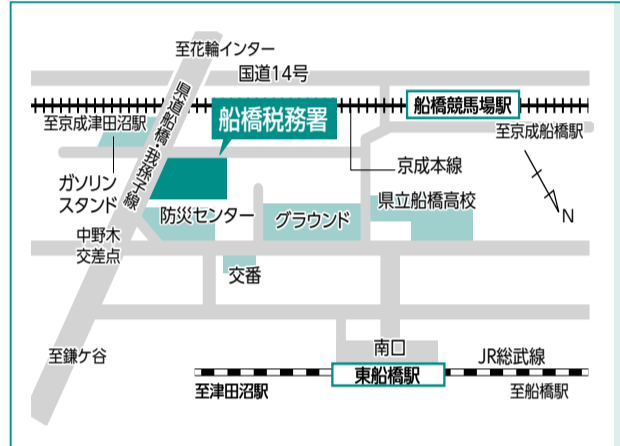 至花輪インター
国道14号
県道船橋・我孫子線
船橋競馬場駅
船橋税務署
至京成津田沼駅
至京成船橋駅
京成本線
ガソリン
スタンド
県立船橋高校
防災センター
グラウンド
N
中野木
交差点
交番
南口
至鎌ケ谷
JR総武線
東船橋駅
至津田沼駅
至船橋駅